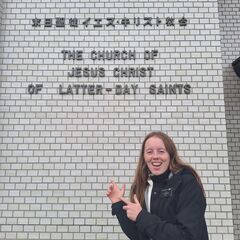 末日聖徒イエス・キリスト教会
THE CHURCH OF
JESUS CHRIST
OF LATTER-DAY SAINTS